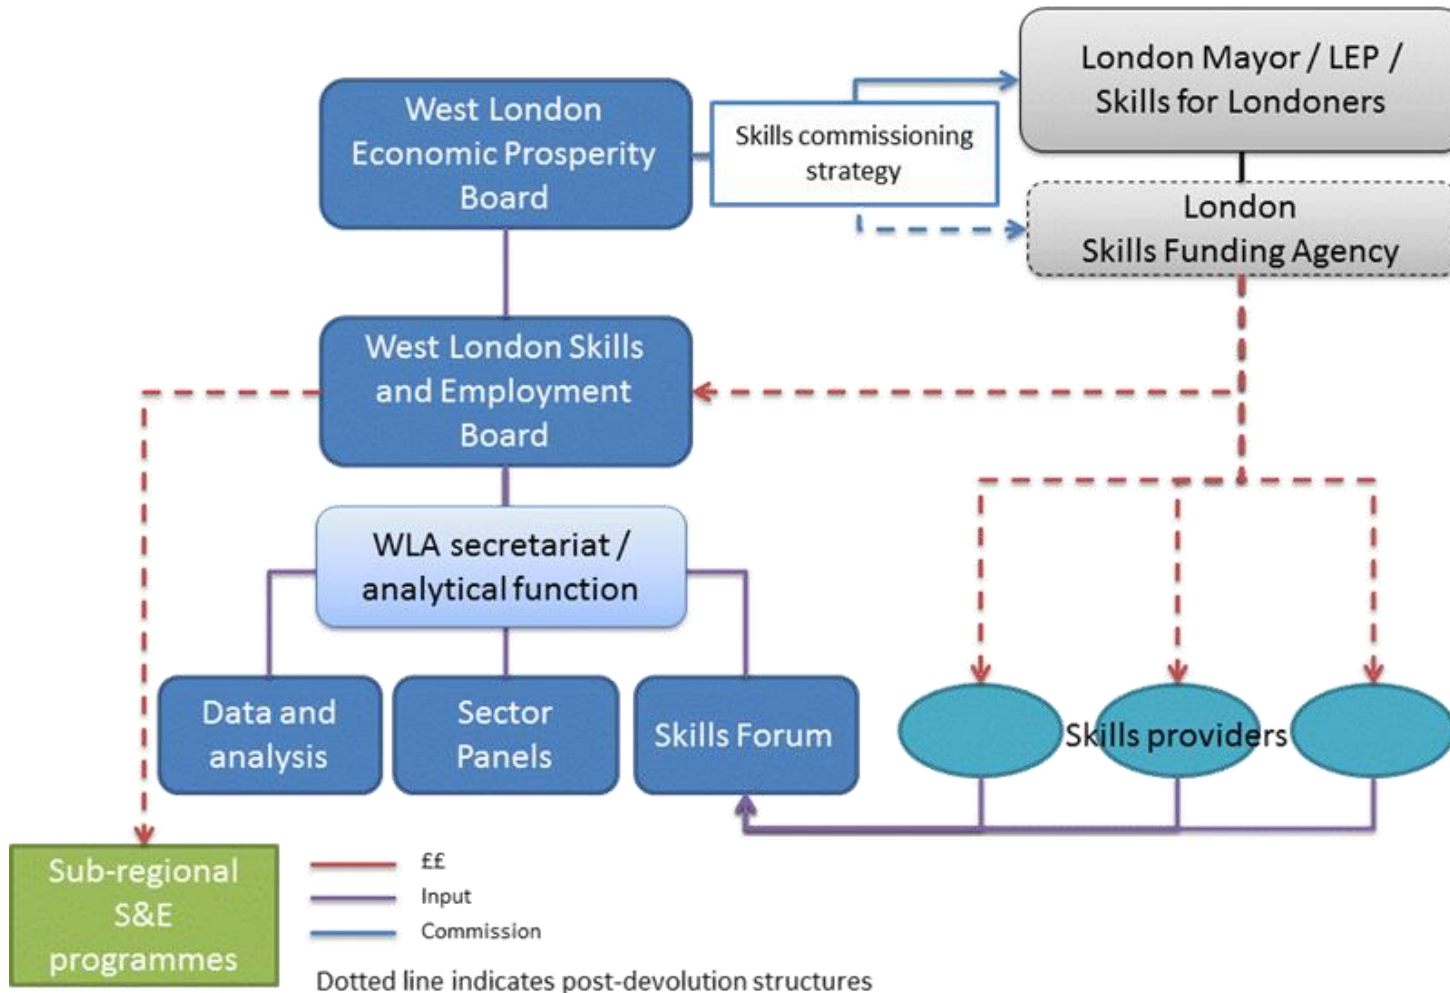 West London
Economic Prosperity
Board
Skills commissioning
strategy
London Mayor / LEP /
Skills for Londoners
London
Skills Funding Agency
West London Skills
and Employment
Board
WLA secretariat /
analytical function
Data and
analysis
Sector
Panels
Skills Forum
Skills providers
Sub-regional
S&E
programmes
££
Input
Commission
Dotted line indicates post-devolution structures